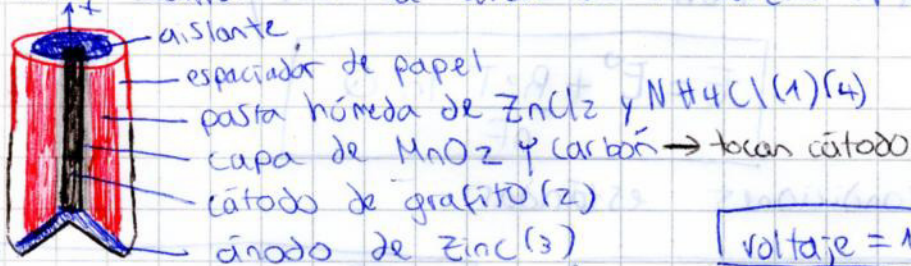 +
aislante
espaciador de papel
pasta húmeda de ZnCl2 y NH4Cl (1)(4)
capa de MnO2 y carbón → tocan cátodo
cátodo de grafito (2)
ánodo de Zinc (3)
voltaje = 1